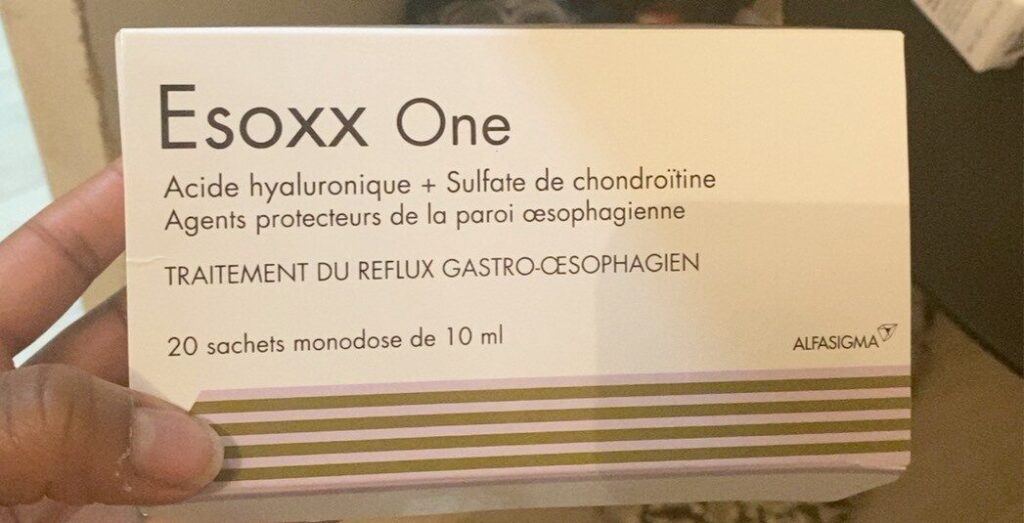 Esoxx One
Acide hyaluronique + Sulfate de chondroïtine
Agents protecteurs de la paroi œsophagienne
TRAITEMENT DU REFLUX GASTRO-ŒSOPHAGIEN
20 sachets monodose de 10 ml
ALFASIGMA